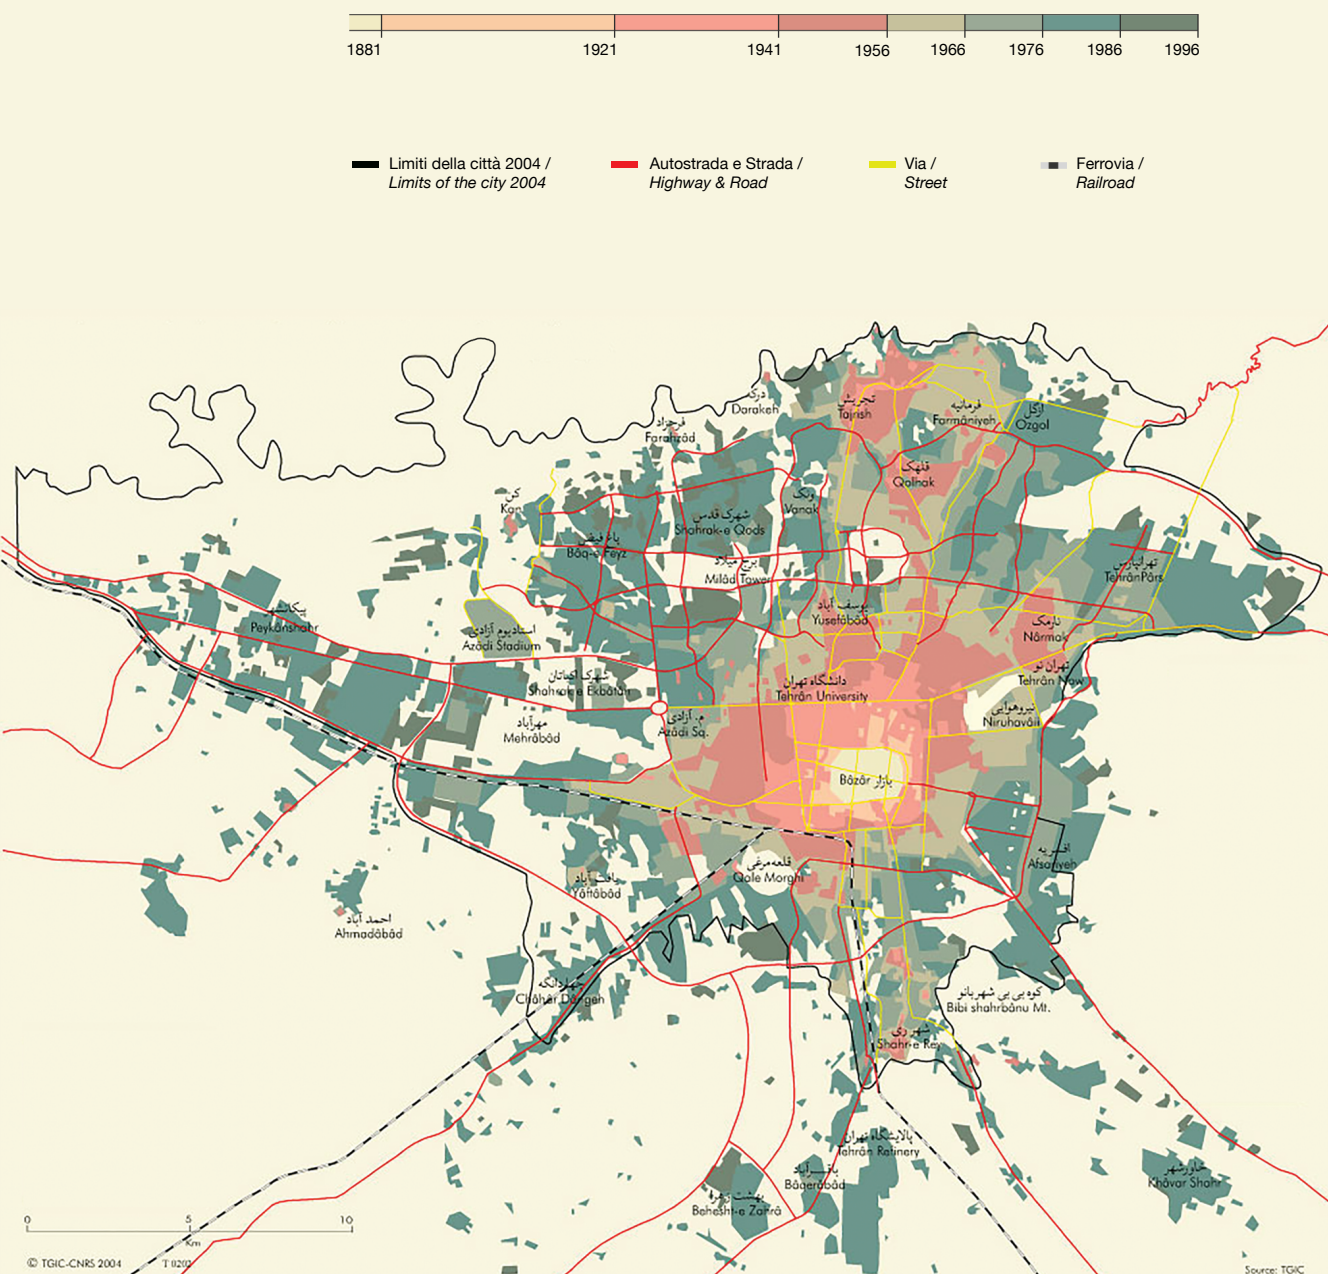 1881
1921
1941
1956
1966
1976
1986
1996
Limiti della città 2004 /
Limits of the city 2004
Autostrada e Strada /
Highway & Road
Via /
Street
Ferrovia /
Railroad
درکه
Darakeh
تجریش
Tajrish
فرمانیه
Farmâniyeh
ازگل
Ozgol
فرحزاد
Farahzâd
قلهک
Qolhak
کن
Kan
ونک
Vanak
شهرک قدس
Shahrak-e Qods
باغ فیض
Bâq-e Feyz
برج میلاد
Milâd Tower
تهرانپارس
TehrânPârs
پیکانشهر
Peykânshahr
یوسف آباد
Yusefâbâd
نارمک
Nârmak
استادیوم آزادی
Azâdi Stadium
تهران نو
Tehrân Now
شهرک اکباتان
Shahrak-e Ekbâtân
دانشگاه تهران
Tehrân University
نیروهوایی
Niruhavâii
مهرآباد
Mehrâbâd
م. آزادی
Azâdi Sq.
Bâzâr بازار
افسریه
Afsariyeh
قلعه مرغی
Qale Morghi
یافت آباد
Yâftâbâd
احمد آباد
Ahmadâbâd
چهاردانگه
Châhâr Dângeh
کوه بی بی شهربانو
Bibi shahrbânu Mt.
شهر ری
Shahr-e Rey
پالایشگاه تهران
Tehrân Refinery
باقرآباد
Bâqerâbâd
خاورشهر
Khâvar Shahr
بهشت زهرا
Behesht-e Zahrâ
0 5 10
Km
© TGIC-CNRS 2004 T 0202
Source: TGIC